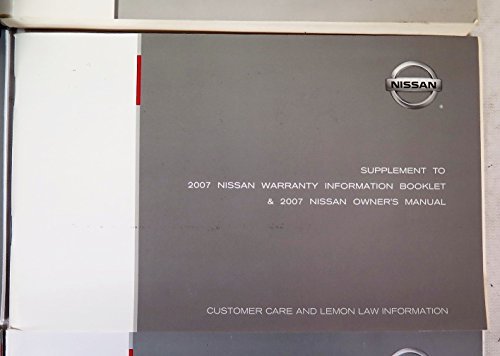 NISSAN
®
SUPPLEMENT TO
2007 NISSAN WARRANTY INFORMATION BOOKLET
& 2007 NISSAN OWNER'S MANUAL
CUSTOMER CARE AND LEMON LAW INFORMATION